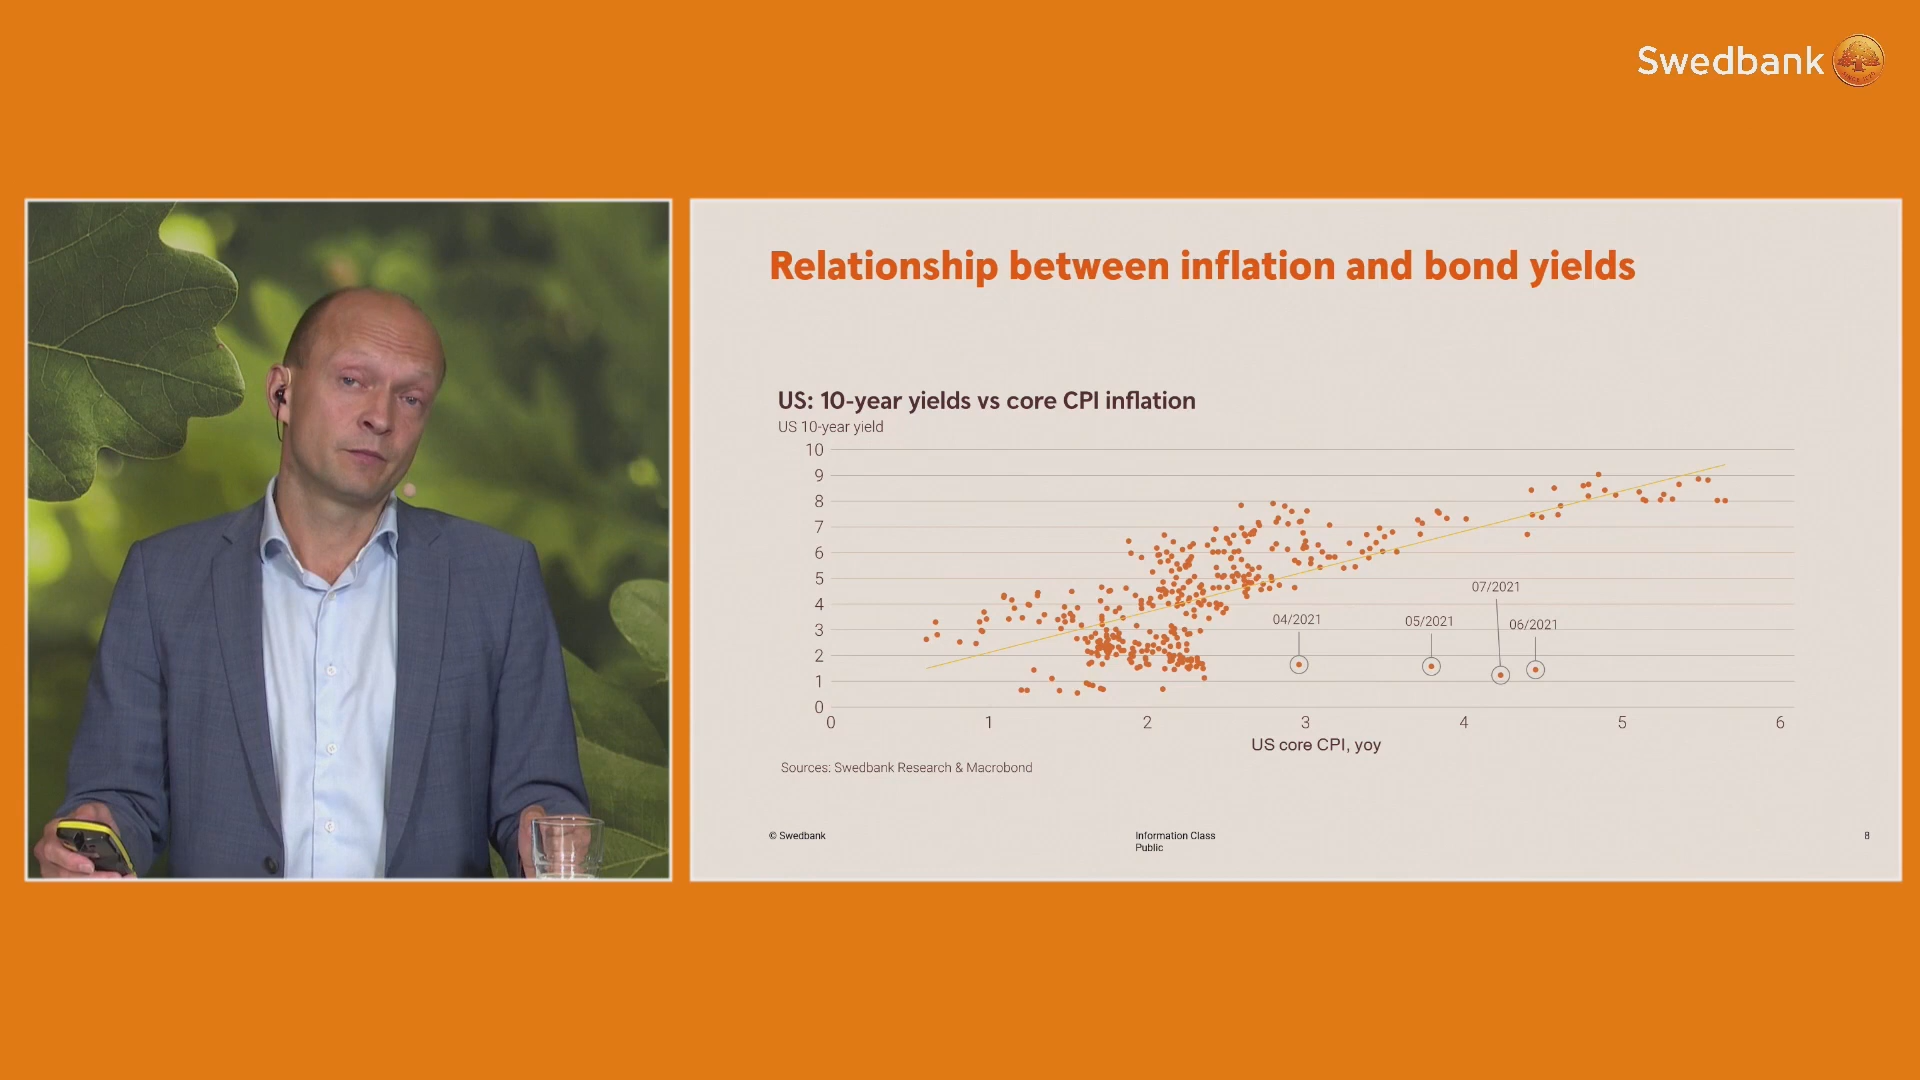 Swedbank
Relationship between inflation and bond yields
US: 10-year yields vs core CPI inflation
US 10-year yield
10
9
8
7
6
5
4
3
2
1
0
07/2021
04/2021
05/2021
06/2021
0 1 2 3 4 5 6
US core CPI, yoy
Sources: Swedbank Research & Macrobond
© Swedbank
Information Class
Public
8